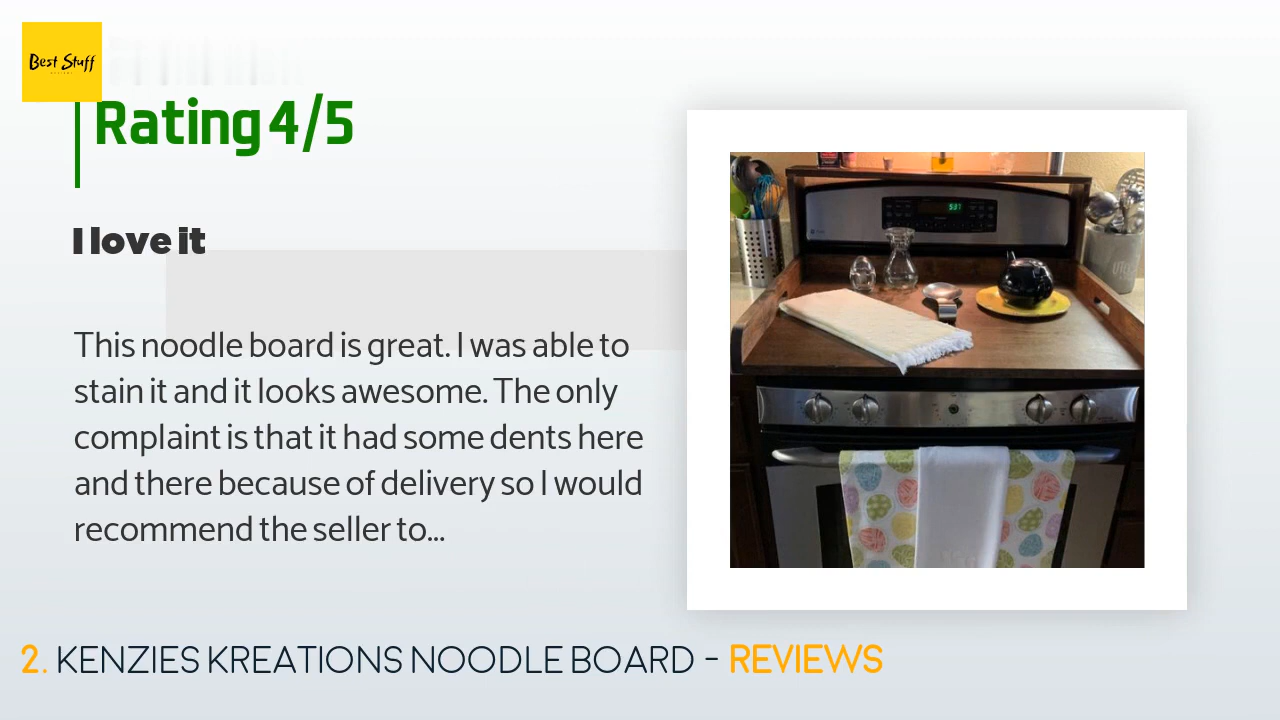 Best Stuff
Rating 4/5
I love it
This noodle board is great. I was able to
stain it and it looks awesome. The only
complaint is that it had some dents here
and there because of delivery so I would
recommend the seller to...
5:37
2. KENZIES KREATIONS NOODLE BOARD - REVIEWS